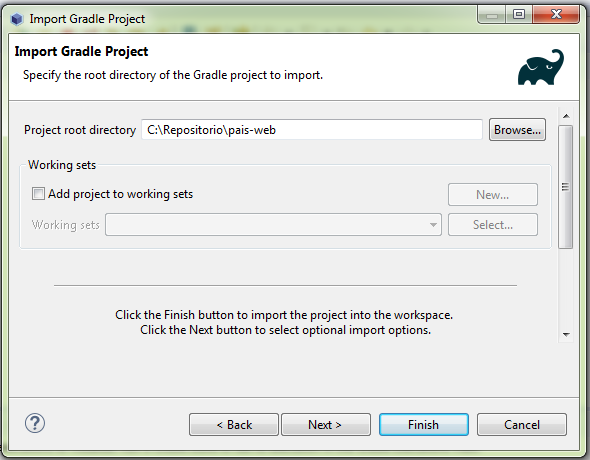 Import Gradle Project
Import Gradle Project
Specify the root directory of the Gradle project to import.
Project root directory C:\Repositorio\pais-web Browse...
Working sets
Add project to working sets New...
Working sets Select...
Click the Finish button to import the project into the workspace.
Click the Next button to select optional import options.
? < Back Next > Finish Cancel